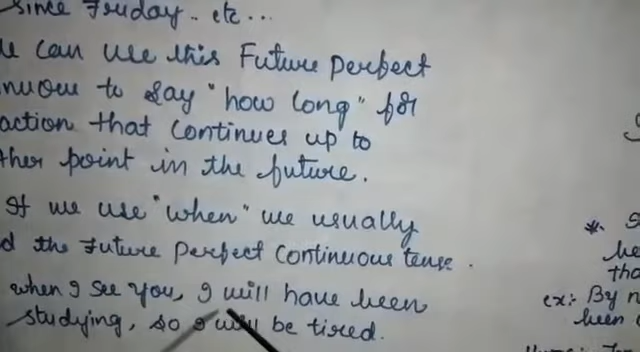 since Friday.. etc...
can use this Future perfect
to say "how long" for
action that continues up to
point in the future.
If we use "when" we usually
the Future Perfect Continuous tense.
when I see you, I will have been
studying, so I will be tired.
*
ex:- By
been